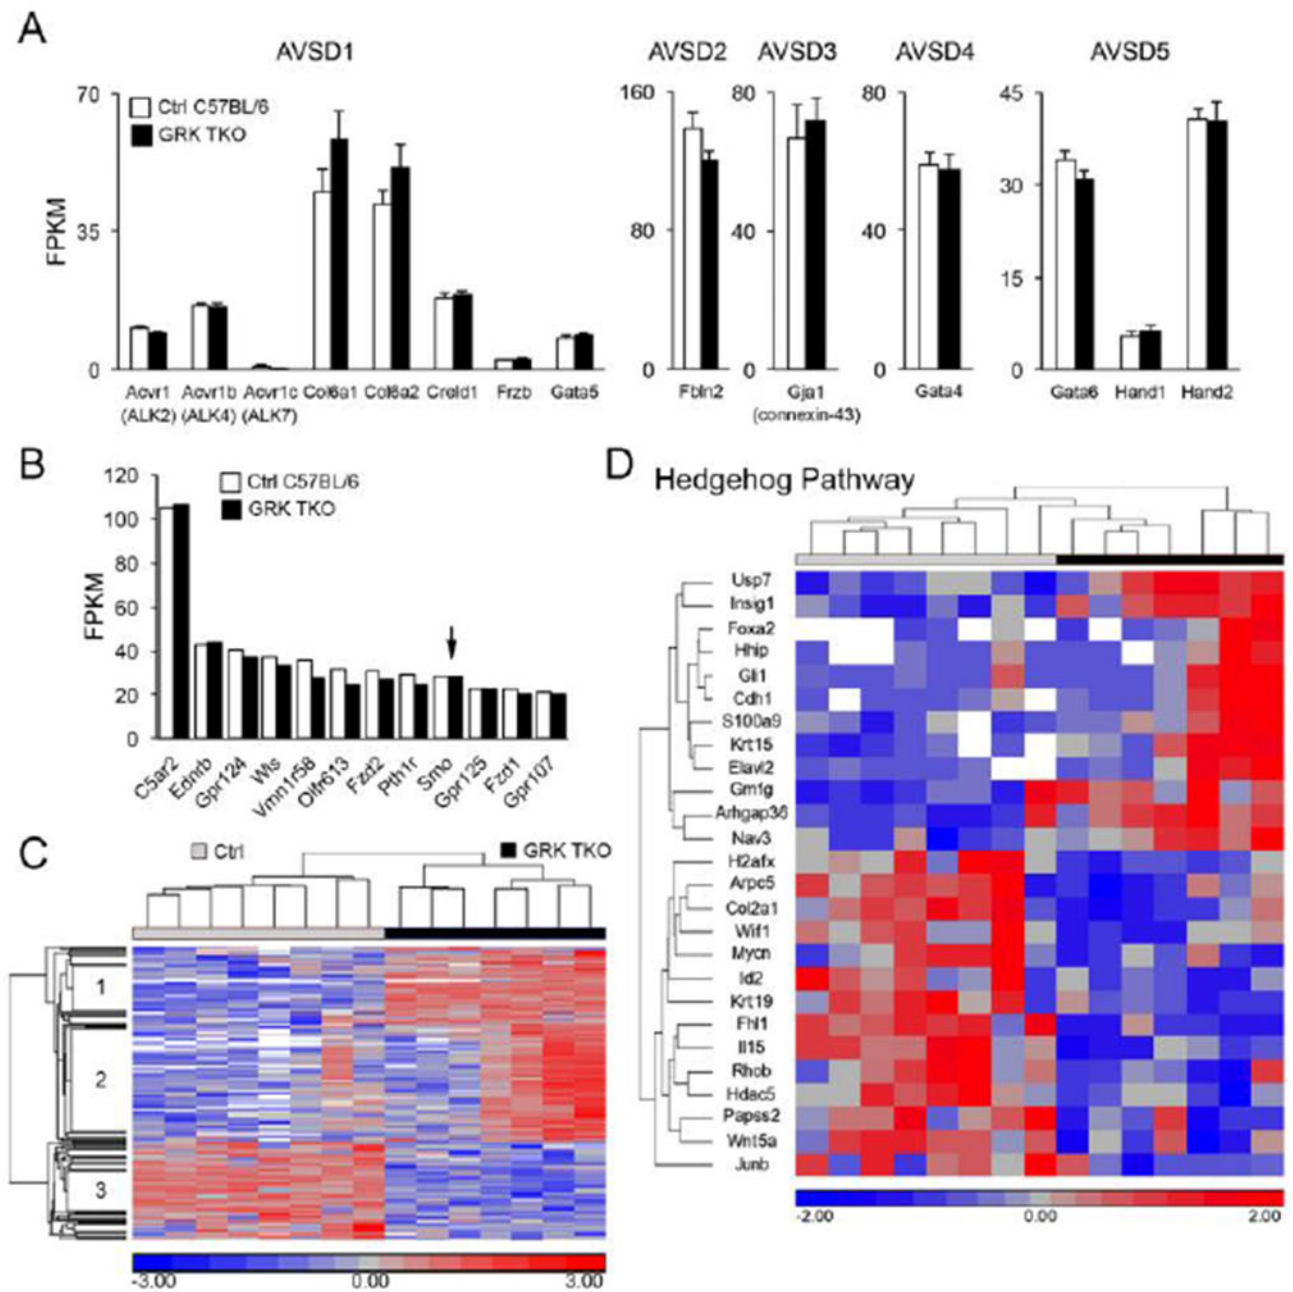 A
AVSD1 AVSD2 AVSD3 AVSD4 AVSD5
Ctrl C57BL/6
GRK TKO
FPKM
70
35
0
160
80
0
80
40
0
80
40
0
45
30
15
0
Acvr1 Acvr1b Acvr1c Col6a1 Col6a2 Creld1 Frzb Gata5 Fbln2 Gja1 Gata4 Gata6 Hand1 Hand2
(ALK2) (ALK4) (ALK7) (connexin-43)
B
Ctrl C57BL/6
GRK TKO
FPKM
120
100
80
60
40
20
0
C5ar2 Ednrb Gpr124 Wls Vmn1r58 Olfr613 Fzd2 Pth1r Smo Gpr125 Fzd1 Gpr107
C
Ctrl GRK TKO
1
2
3
-3.00 0.00 3.00
D
Hedgehog Pathway
Usp7
Insig1
Foxa2
Hhip
Gli1
Cdh1
S100a9
Krt15
Elavl2
Gmfg
Arhgap36
Nav3
H2afx
Arpc5
Col2a1
Wif1
Mycn
Id2
Krt19
Fhl1
Il15
Rhob
Hdac5
Papss2
Wnt5a
Junb
-2.00 0.00 2.00